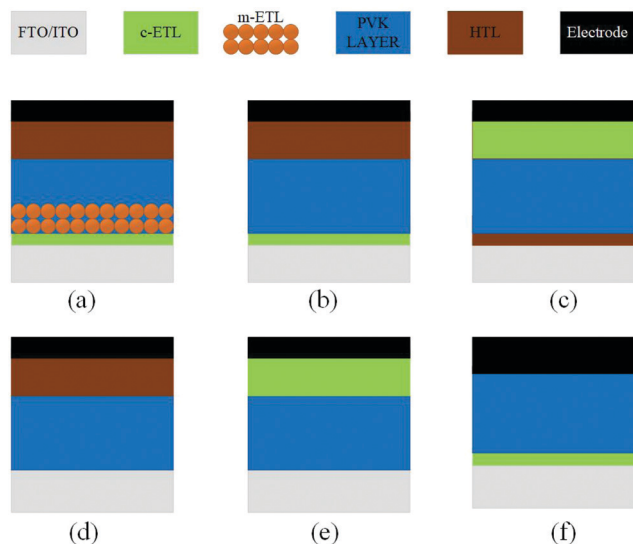 FTO/ITO
c-ETL
m-ETL
PVK
LAYER
HTL
Electrode
(a)
(b)
(c)
(d)
(e)
(f)